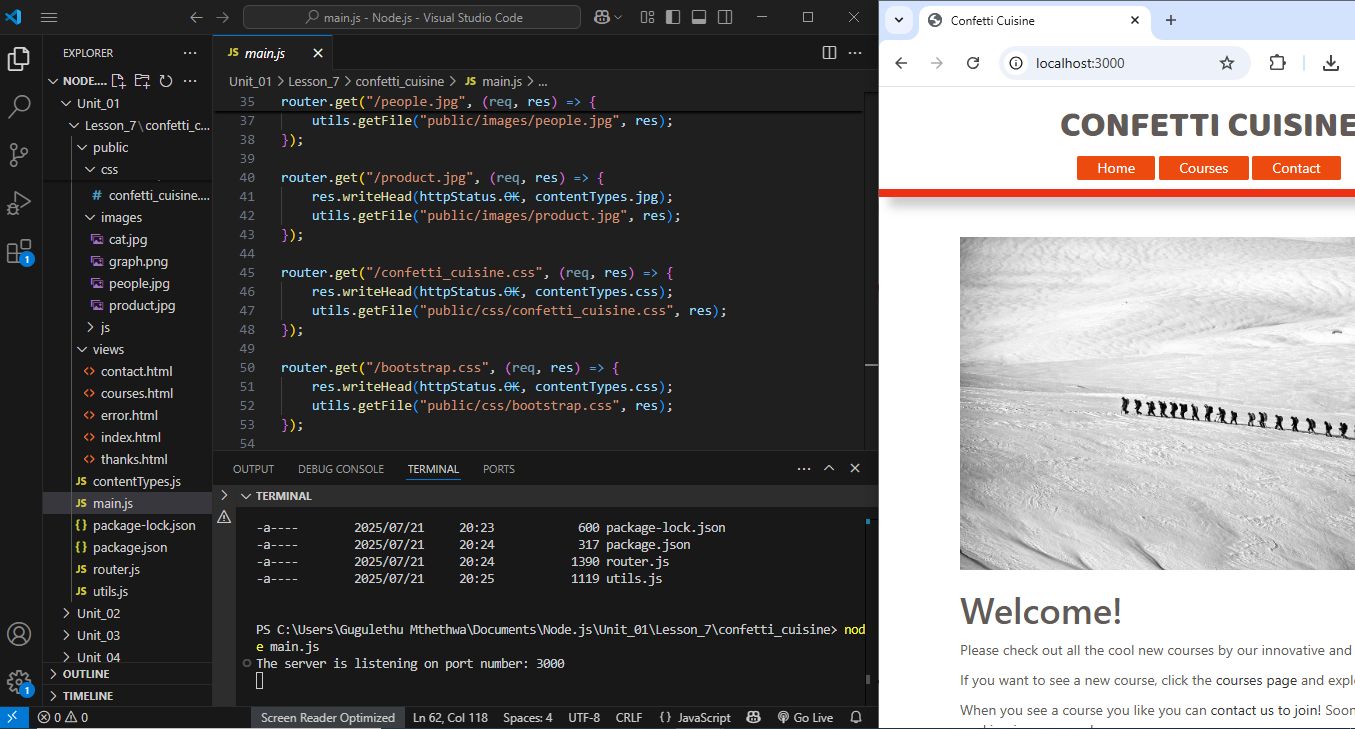 main.js - Node.js - Visual Studio Code
EXPLORER
NODE....
Unit_01
Lesson_7\confetti_c...
public
css
# confetti_cuisine....
images
cat.jpg
graph.png
people.jpg
product.jpg
js
views
<> contact.html
<> courses.html
<> error.html
<> index.html
<> thanks.html
JS contentTypes.js
JS main.js
{} package-lock.json
{} package.json
JS router.js
JS utils.js
Unit_02
Unit_03
Unit_04
OUTLINE
TIMELINE
1
1
JS main.js
Unit_01 > Lesson_7 > confetti_cuisine > JS main.js > ...
35 router.get("/people.jpg", (req, res) => {
37 utils.getFile("public/images/people.jpg", res);
38 });
39
40 router.get("/product.jpg", (req, res) => {
41 res.writeHead(httpStatus.OK, contentTypes.jpg);
42 utils.getFile("public/images/product.jpg", res);
43 });
44
45 router.get("/confetti_cuisine.css", (req, res) => {
46 res.writeHead(httpStatus.OK, contentTypes.css);
47 utils.getFile("public/css/confetti_cuisine.css", res);
48 });
49
50 router.get("/bootstrap.css", (req, res) => {
51 res.writeHead(httpStatus.OK, contentTypes.css);
52 utils.getFile("public/css/bootstrap.css", res);
53 });
54
OUTPUT DEBUG CONSOLE TERMINAL PORTS
TERMINAL
-a---- 2025/07/21 20:23 600 package-lock.json
-a---- 2025/07/21 20:24 317 package.json
-a---- 2025/07/21 20:24 1390 router.js
-a---- 2025/07/21 20:25 1119 utils.js
PS C:\Users\Gugulethu Mthethwa\Documents\Node.js\Unit_01\Lesson_7\confetti_cuisine> nod
e main.js
The server is listening on port number: 3000
0 0 Screen Reader Optimized Ln 62, Col 118 Spaces: 4 UTF-8 CRLF {} JavaScript Go Live
Confetti Cuisine
localhost:3000
CONFETTI CUISINE
Home Courses Contact
Welcome!
Please check out all the cool new courses by our innovative and
If you want to see a new course, click the courses page and explo
When you see a course you like you can contact us to join! Soon